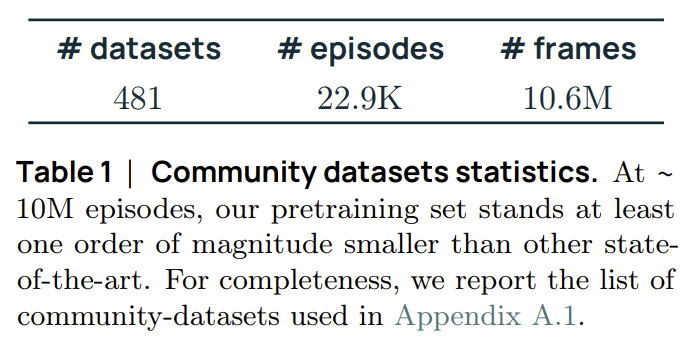 # datasets # episodes # frames
481 22.9K 10.6M
Table 1 | Community datasets statistics. At ~
10M episodes, our pretraining set stands at least
one order of magnitude smaller than other state-
of-the-art. For completeness, we report the list of
community-datasets used in Appendix A.1.